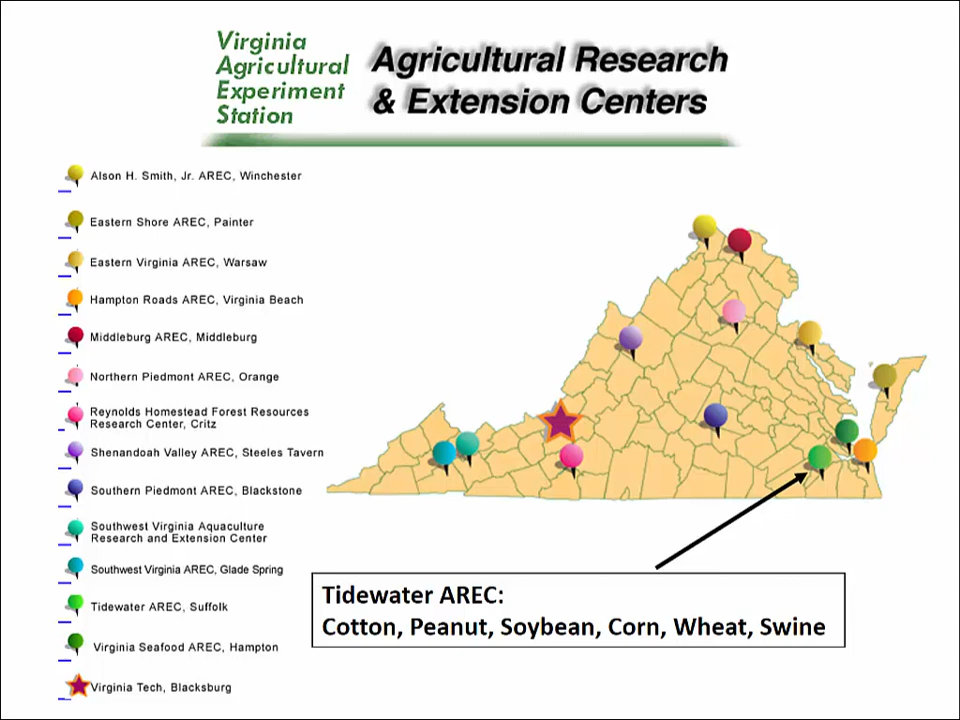 Virginia
Agricultural
Experiment
Station
Agricultural Research
& Extension Centers
Alson H. Smith, Jr. AREC, Winchester
Eastern Shore AREC, Painter
Eastern Virginia AREC, Warsaw
Hampton Roads AREC, Virginia Beach
Middleburg AREC, Middleburg
Northern Piedmont AREC, Orange
Reynolds Homestead Forest Resources
Research Center, Critz
Shenandoah Valley AREC, Steeles Tavern
Southern Piedmont AREC, Blackstone
Southwest Virginia Aquaculture
Research and Extension Center
Southwest Virginia AREC, Glade Spring
Tidewater AREC, Suffolk
Virginia Seafood AREC, Hampton
Virginia Tech, Blacksburg
Tidewater AREC:
Cotton, Peanut, Soybean, Corn, Wheat, Swine